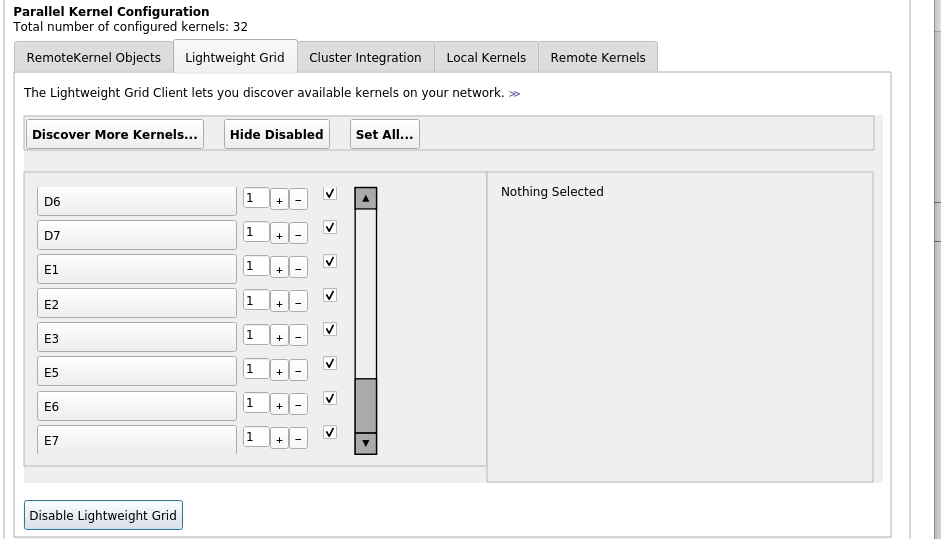 Parallel Kernel Configuration
Total number of configured kernels: 32
RemoteKernel Objects Lightweight Grid Cluster Integration Local Kernels Remote Kernels
The Lightweight Grid Client lets you discover available kernels on your network. >>
Discover More Kernels... Hide Disabled Set All...
Nothing Selected
D6 1 + −
D7 1 + −
E1 1 + −
E2 1 + −
E3 1 + −
E5 1 + −
E6 1 + −
E7 1 + −
Disable Lightweight Grid